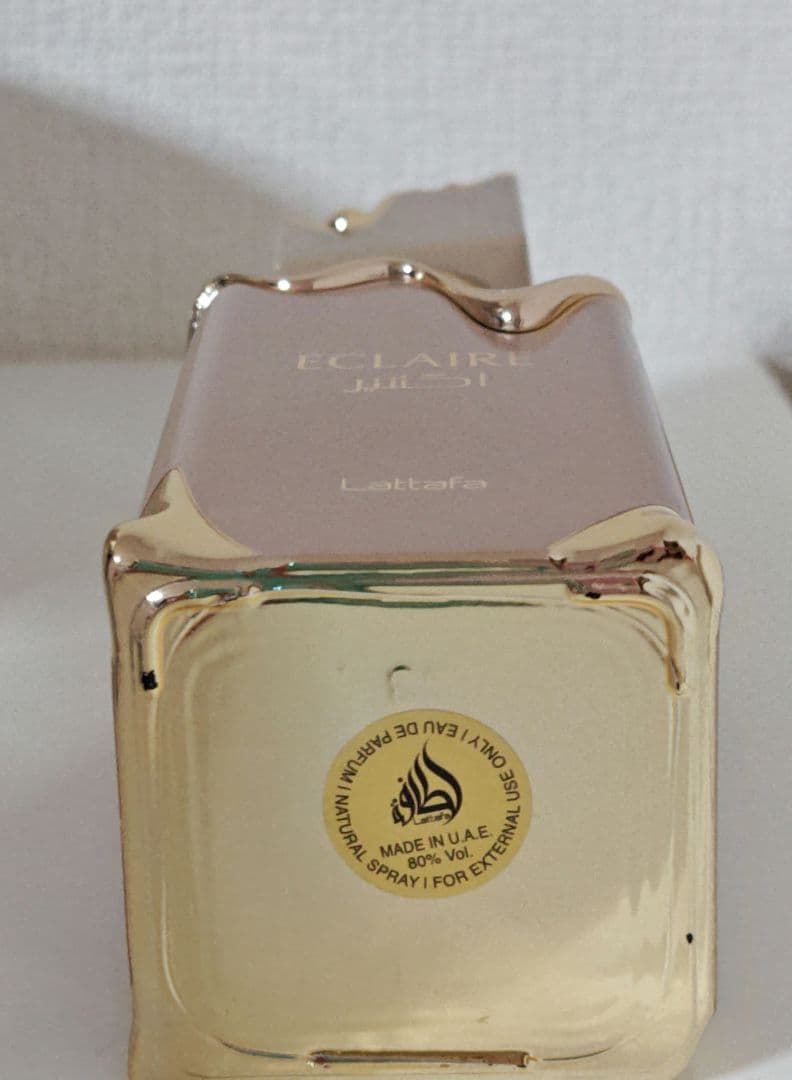 ECLAIRE
اكلير
Lattafa
لطافة
Lattafa
MADE IN U.A.E.
80% Vol.
NATURAL SPRAY | FOR EXTERNAL USE ONLY | EAU DE PARFUM |